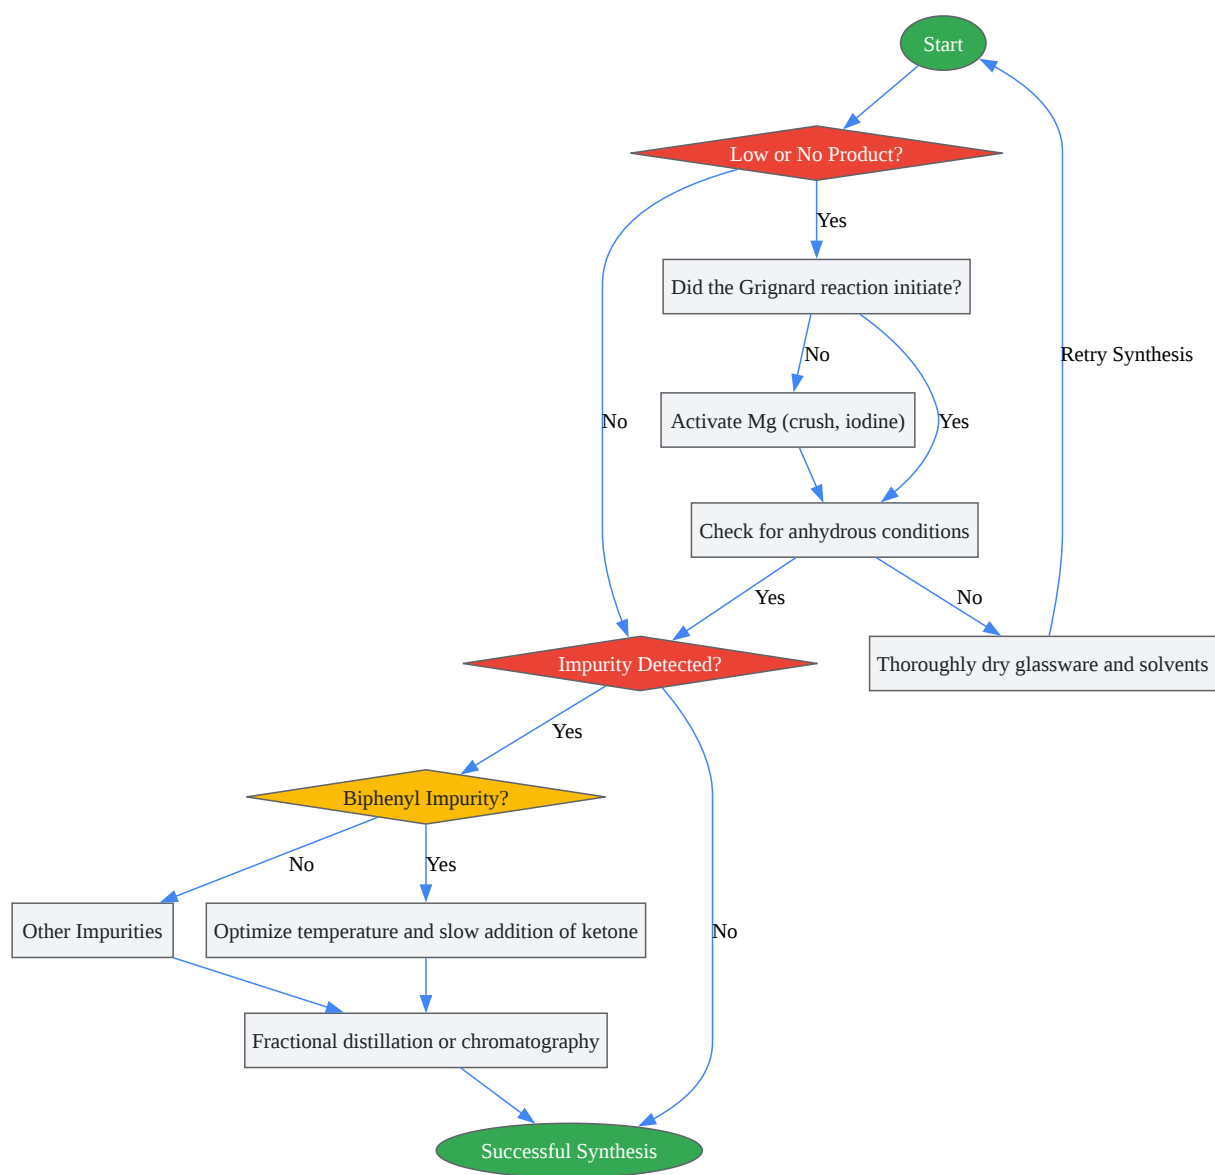 Start
Low or No Product?
Yes
Did the Grignard reaction initiate?
No
Retry Synthesis
Activate Mg (crush, iodine)
No
Yes
Check for anhydrous conditions
Yes
No
Impurity Detected?
Thoroughly dry glassware and solvents
Yes
Biphenyl Impurity?
No
Yes
Other Impurities
Optimize temperature and slow addition of ketone
No
Fractional distillation or chromatography
Successful Synthesis